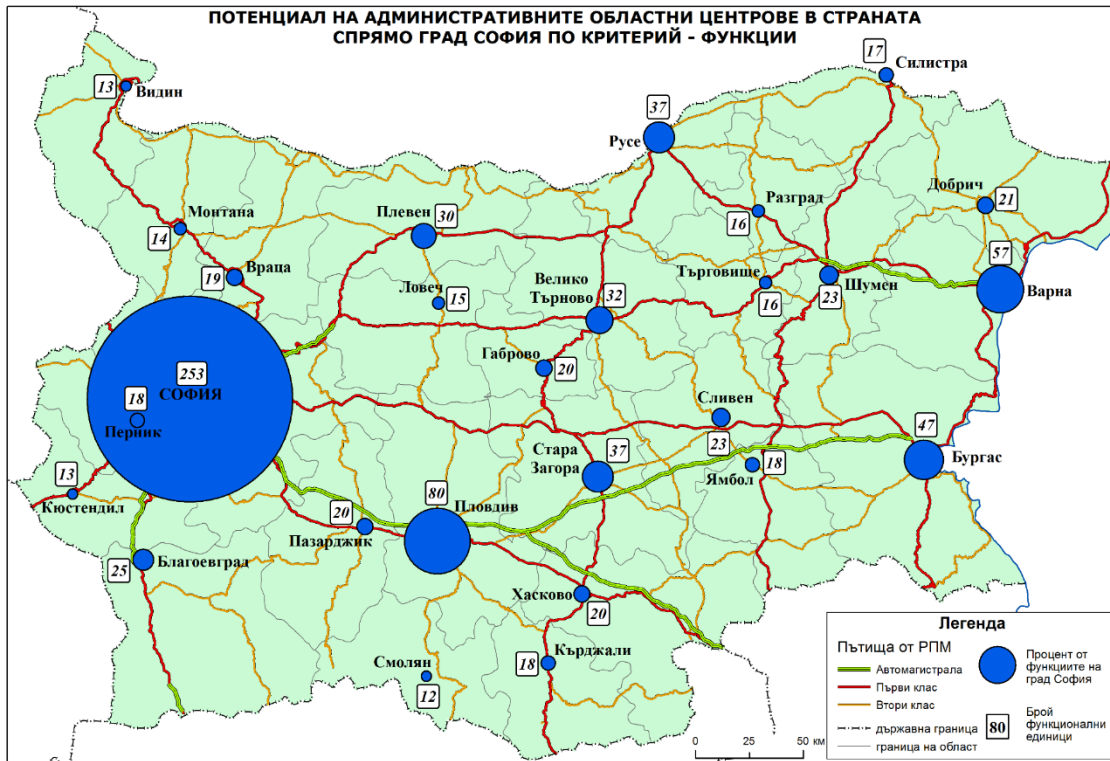 ПОТЕНЦИАЛ НА АДМИНИСТРАТИВНИТЕ ОБЛАСТНИ ЦЕНТРОВЕ В СТРАНАТА
СПРЯМО ГРАД СОФИЯ ПО КРИТЕРИЙ - ФУНКЦИИ
17
Силистра
13
Видин
37
Русе
Добрич
21
Разград
16
Монтана
14
Плевен
30
57
Варна
Враца
19
Търговище
16
Шумен
23
Ловеч
15
Велико
Търново
32
253
СОФИЯ
18
Перник
Габрово
20
Сливен
23
47
Бургас
Стара
Загора
37
Ямбол
18
13
Кюстендил
80
Пловдив
20
Пазарджик
25
Благоевград
Хасково
20
Кърджали
18
Смолян
12
Легенда
Пътища от РПМ
Автомагистрала
Първи клас
Втори клас
държавна граница
граница на област
Процент от
функциите на
град София
80
Брой
функционални
единици
0 25 50 км